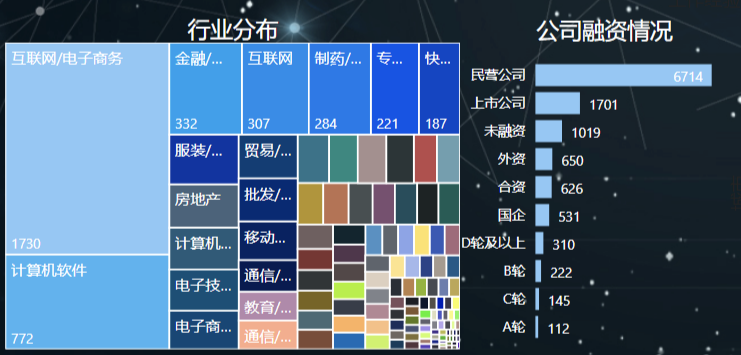 行业分布
互联网/电子商务
1730
计算机软件
772
金融/...
332
互联网
307
制药/...
284
专...
221
快...
187
服装/...
房地产
计算机...
电子技...
电子商...
贸易/...
批发/...
移动...
通信/...
教育/...
通信/...
公司融资情况
民营公司 6714
上市公司 1701
未融资 1019
外资 650
合资 626
国企 531
D轮及以上 310
B轮 222
C轮 145
A轮 112